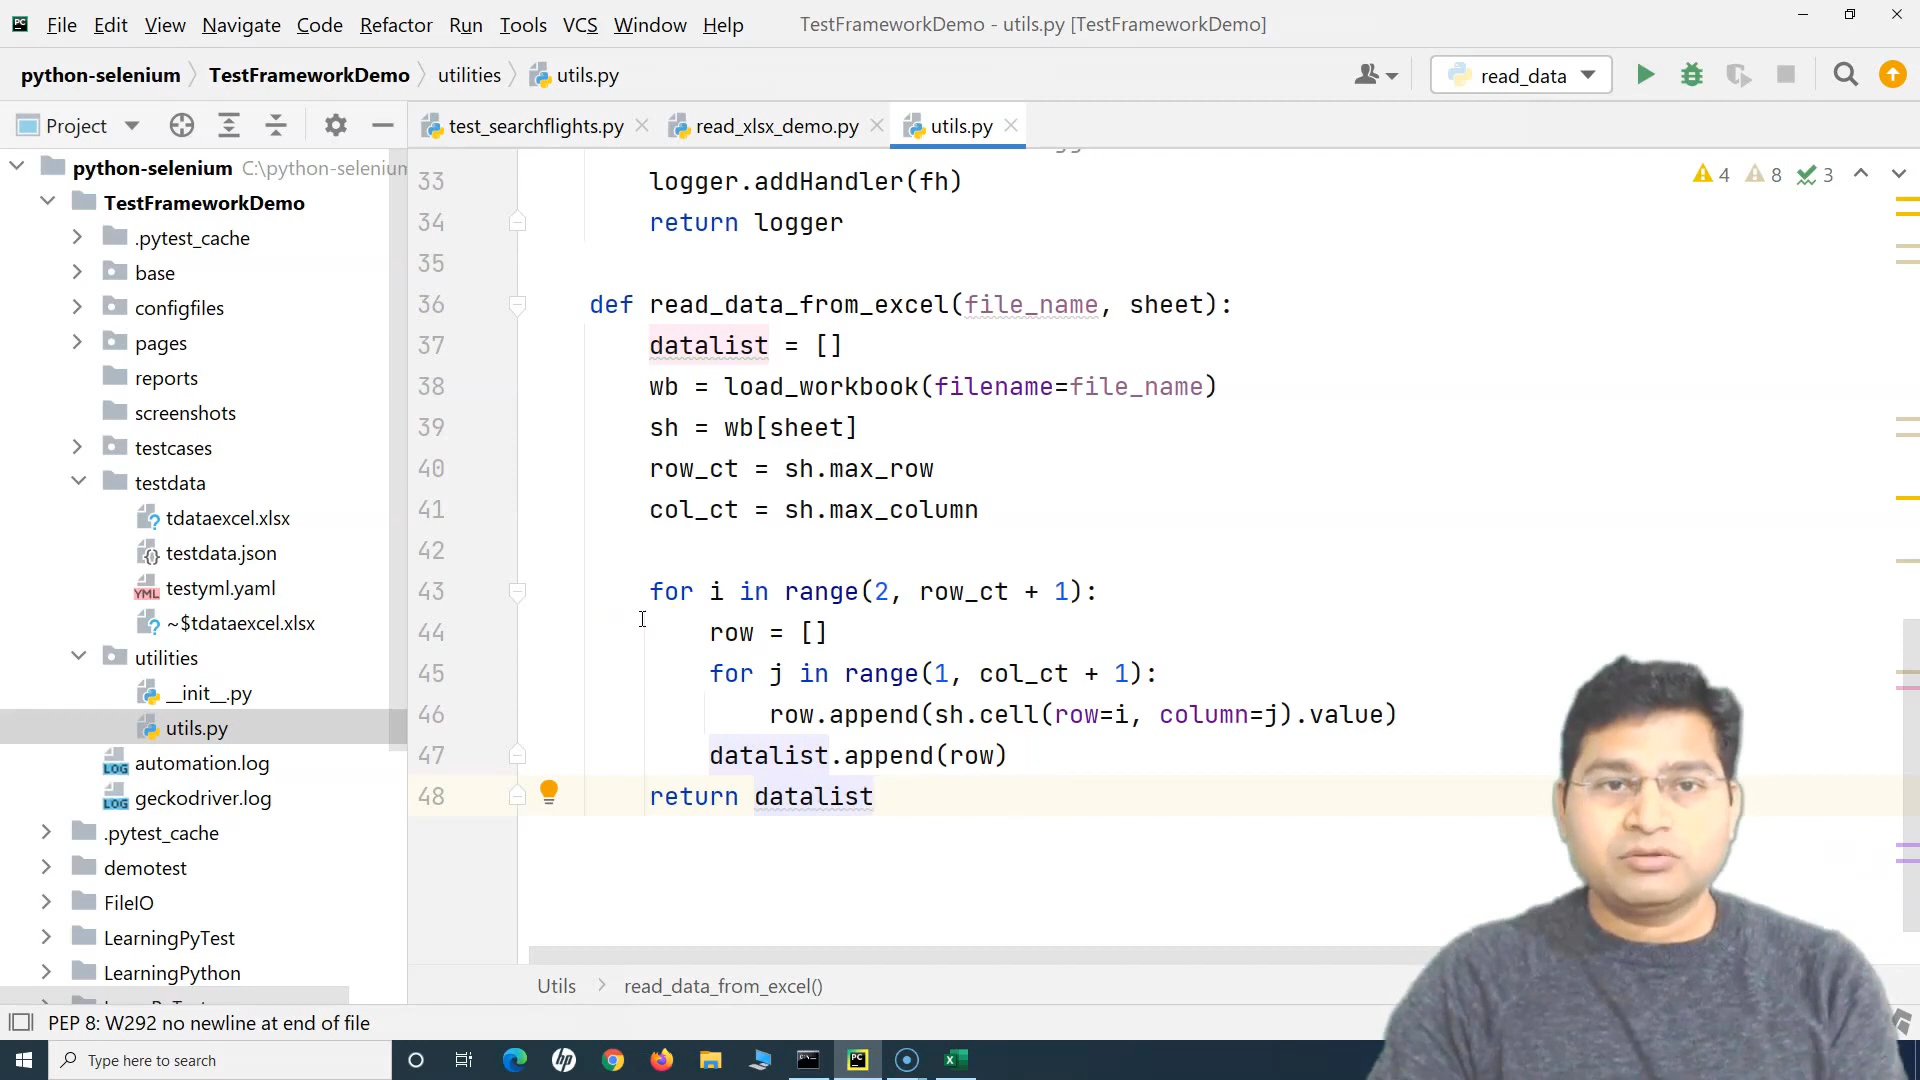 File Edit View Navigate Code Refactor Run Tools VCS Window Help TestFrameworkDemo - utils.py [TestFrameworkDemo]
python-selenium TestFrameworkDemo utilities utils.py read_data
Project test_searchflights.py read_xlsx_demo.py utils.py
python-selenium C:\python-selenium
TestFrameworkDemo
.pytest_cache
base
configfiles
pages
reports
screenshots
testcases
testdata
tdataexcel.xlsx
testdata.json
testyml.yaml
~$tdataexcel.xlsx
utilities
__init__.py
utils.py
automation.log
geckodriver.log
.pytest_cache
demotest
FileIO
LearningPyTest
LearningPython
4 8 3
33 logger.addHandler(fh)
34 return logger
35
36 def read_data_from_excel(file_name, sheet):
37 datalist = []
38 wb = load_workbook(filename=file_name)
39 sh = wb[sheet]
40 row_ct = sh.max_row
41 col_ct = sh.max_column
42
43 for i in range(2, row_ct + 1):
44 row = []
45 for j in range(1, col_ct + 1):
46 row.append(sh.cell(row=i, column=j).value)
47 datalist.append(row)
48 return datalist
Utils read_data_from_excel()
PEP 8: W292 no newline at end of file
Type here to search